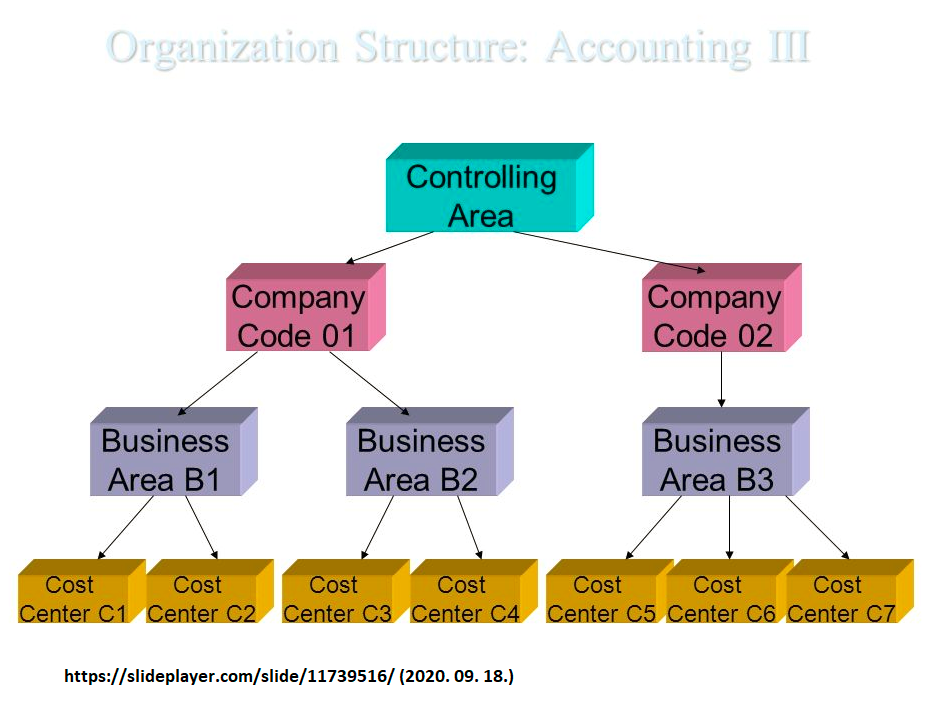 Organization Structure: Accounting III
Controlling
Area
Company
Code 01
Company
Code 02
Business
Area B1
Business
Area B2
Business
Area B3
Cost
Center C1
Cost
Center C2
Cost
Center C3
Cost
Center C4
Cost
Center C5
Cost
Center C6
Cost
Center C7
https://slideplayer.com/slide/11739516/ (2020. 09. 18.)